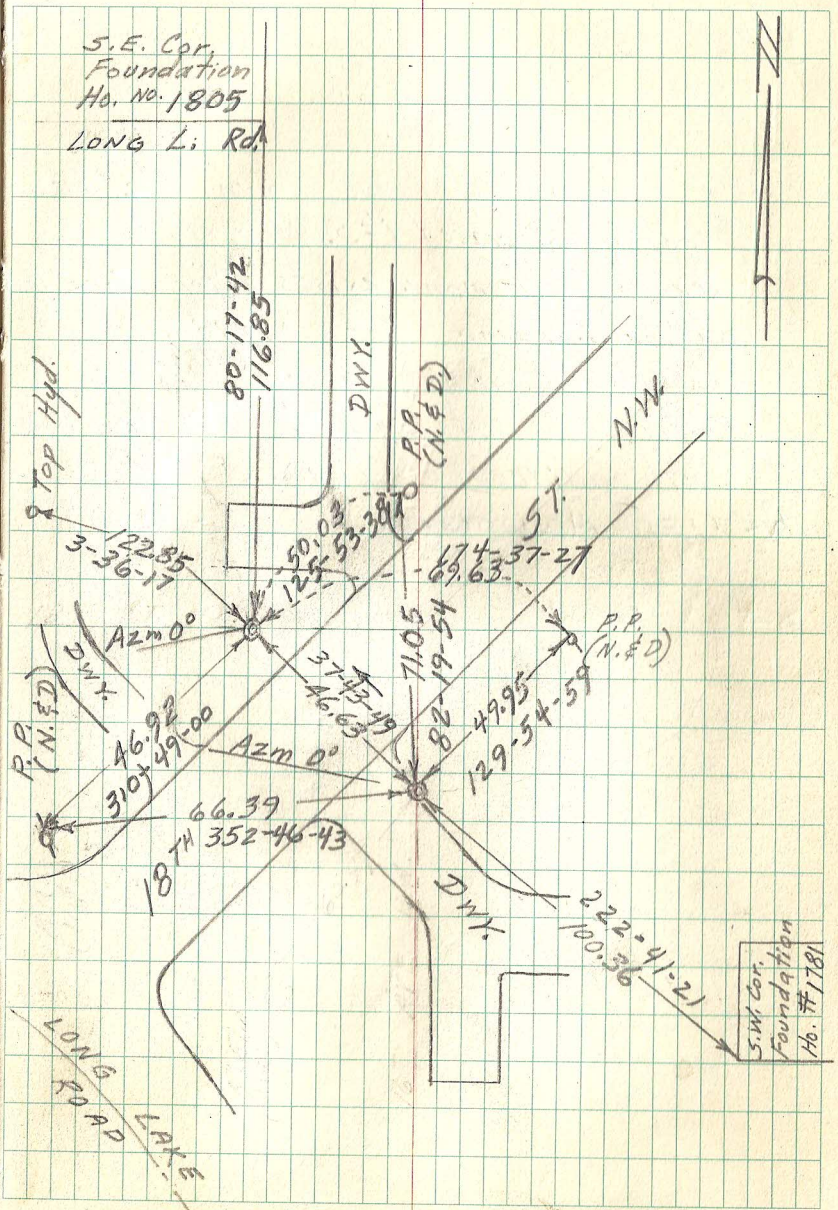 S.E. Cor.
Foundation
Ho. No. 1805
LONG L. Rd.
80-17-42
116.85
DWY.
P.P.
(N. & D.)
N.W.
ST.
Top Hyd.
122.85
3-36-17
50.03
125-53-
174-37-27
69.63
Azm 0°
DWY.
P.P.
(N. & D)
37-43-49
46.63
71.05
82-19-54
P.P.
(N. & D)
49.95
129-54-59
46.92
310-49-00
Azm 0°
66.39
352-46-43
18TH
DWY.
222-41-21
100.36
S.W. Cor.
Foundation
Ho. #1781
LONG LAKE
ROAD